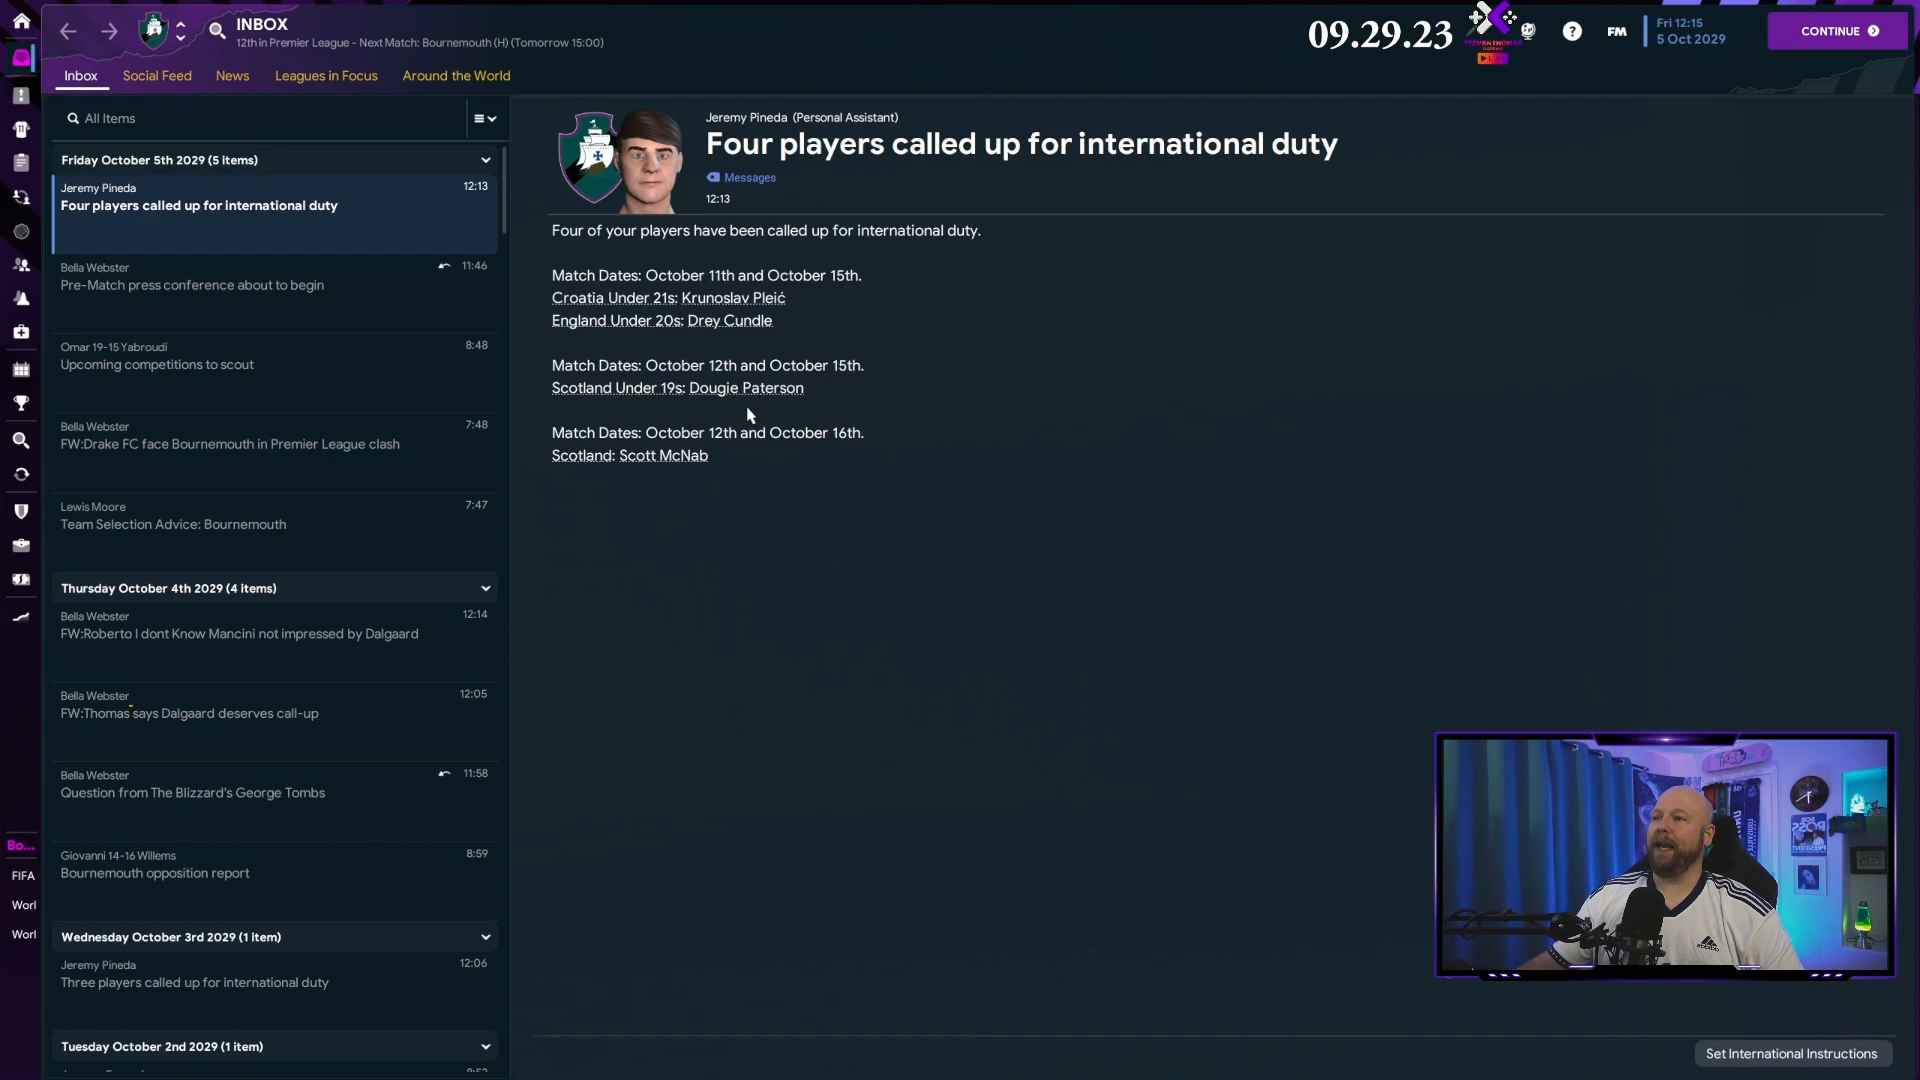 INBOX
12th in Premier League - Next Match: Bournemouth (H) (Tomorrow 15:00)
09.29.23
FM
Fri 12:15
5 Oct 2029
CONTINUE
Inbox
Social Feed
News
Leagues in Focus
Around the World
All Items
Friday October 5th 2029 (5 items)
Jeremy Pineda
12:13
Four players called up for international duty
Bella Webster
11:46
Pre-Match press conference about to begin
Omar 19-15 Yabroudi
8:48
Upcoming competitions to scout
Bella Webster
7:48
FW:Drake FC face Bournemouth in Premier League clash
Lewis Moore
7:47
Team Selection Advice: Bournemouth
Thursday October 4th 2029 (4 items)
Bella Webster
12:14
FW:Roberto I dont Know Mancini not impressed by Dalgaard
Bella Webster
12:05
FW:Thomas says Dalgaard deserves call-up
Bella Webster
11:58
Question from The Blizzard's George Tombs
Giovanni 14-16 Willems
8:59
Bournemouth opposition report
Wednesday October 3rd 2029 (1 item)
Jeremy Pineda
12:06
Three players called up for international duty
Tuesday October 2nd 2029 (1 item)
Bo...
FIFA
Worl
Worl
Jeremy Pineda (Personal Assistant)
Four players called up for international duty
Messages
12:13
Four of your players have been called up for international duty.
Match Dates: October 11th and October 15th.
Croatia Under 21s: Krunoslav Pleić
England Under 20s: Drey Cundle
Match Dates: October 12th and October 15th.
Scotland Under 19s: Dougie Paterson
Match Dates: October 12th and October 16th.
Scotland: Scott McNab
adidas
Set International Instructions